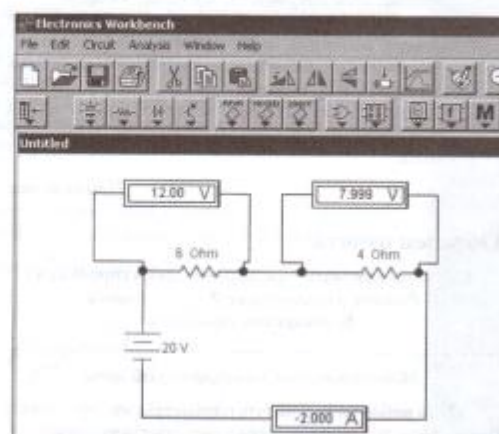 Electronics Workbench
File Edit Circuit Analysis Window Help
Untitled
12.00 V 7.999 V
6 Ohm 4 Ohm
20 V
-2.000 A